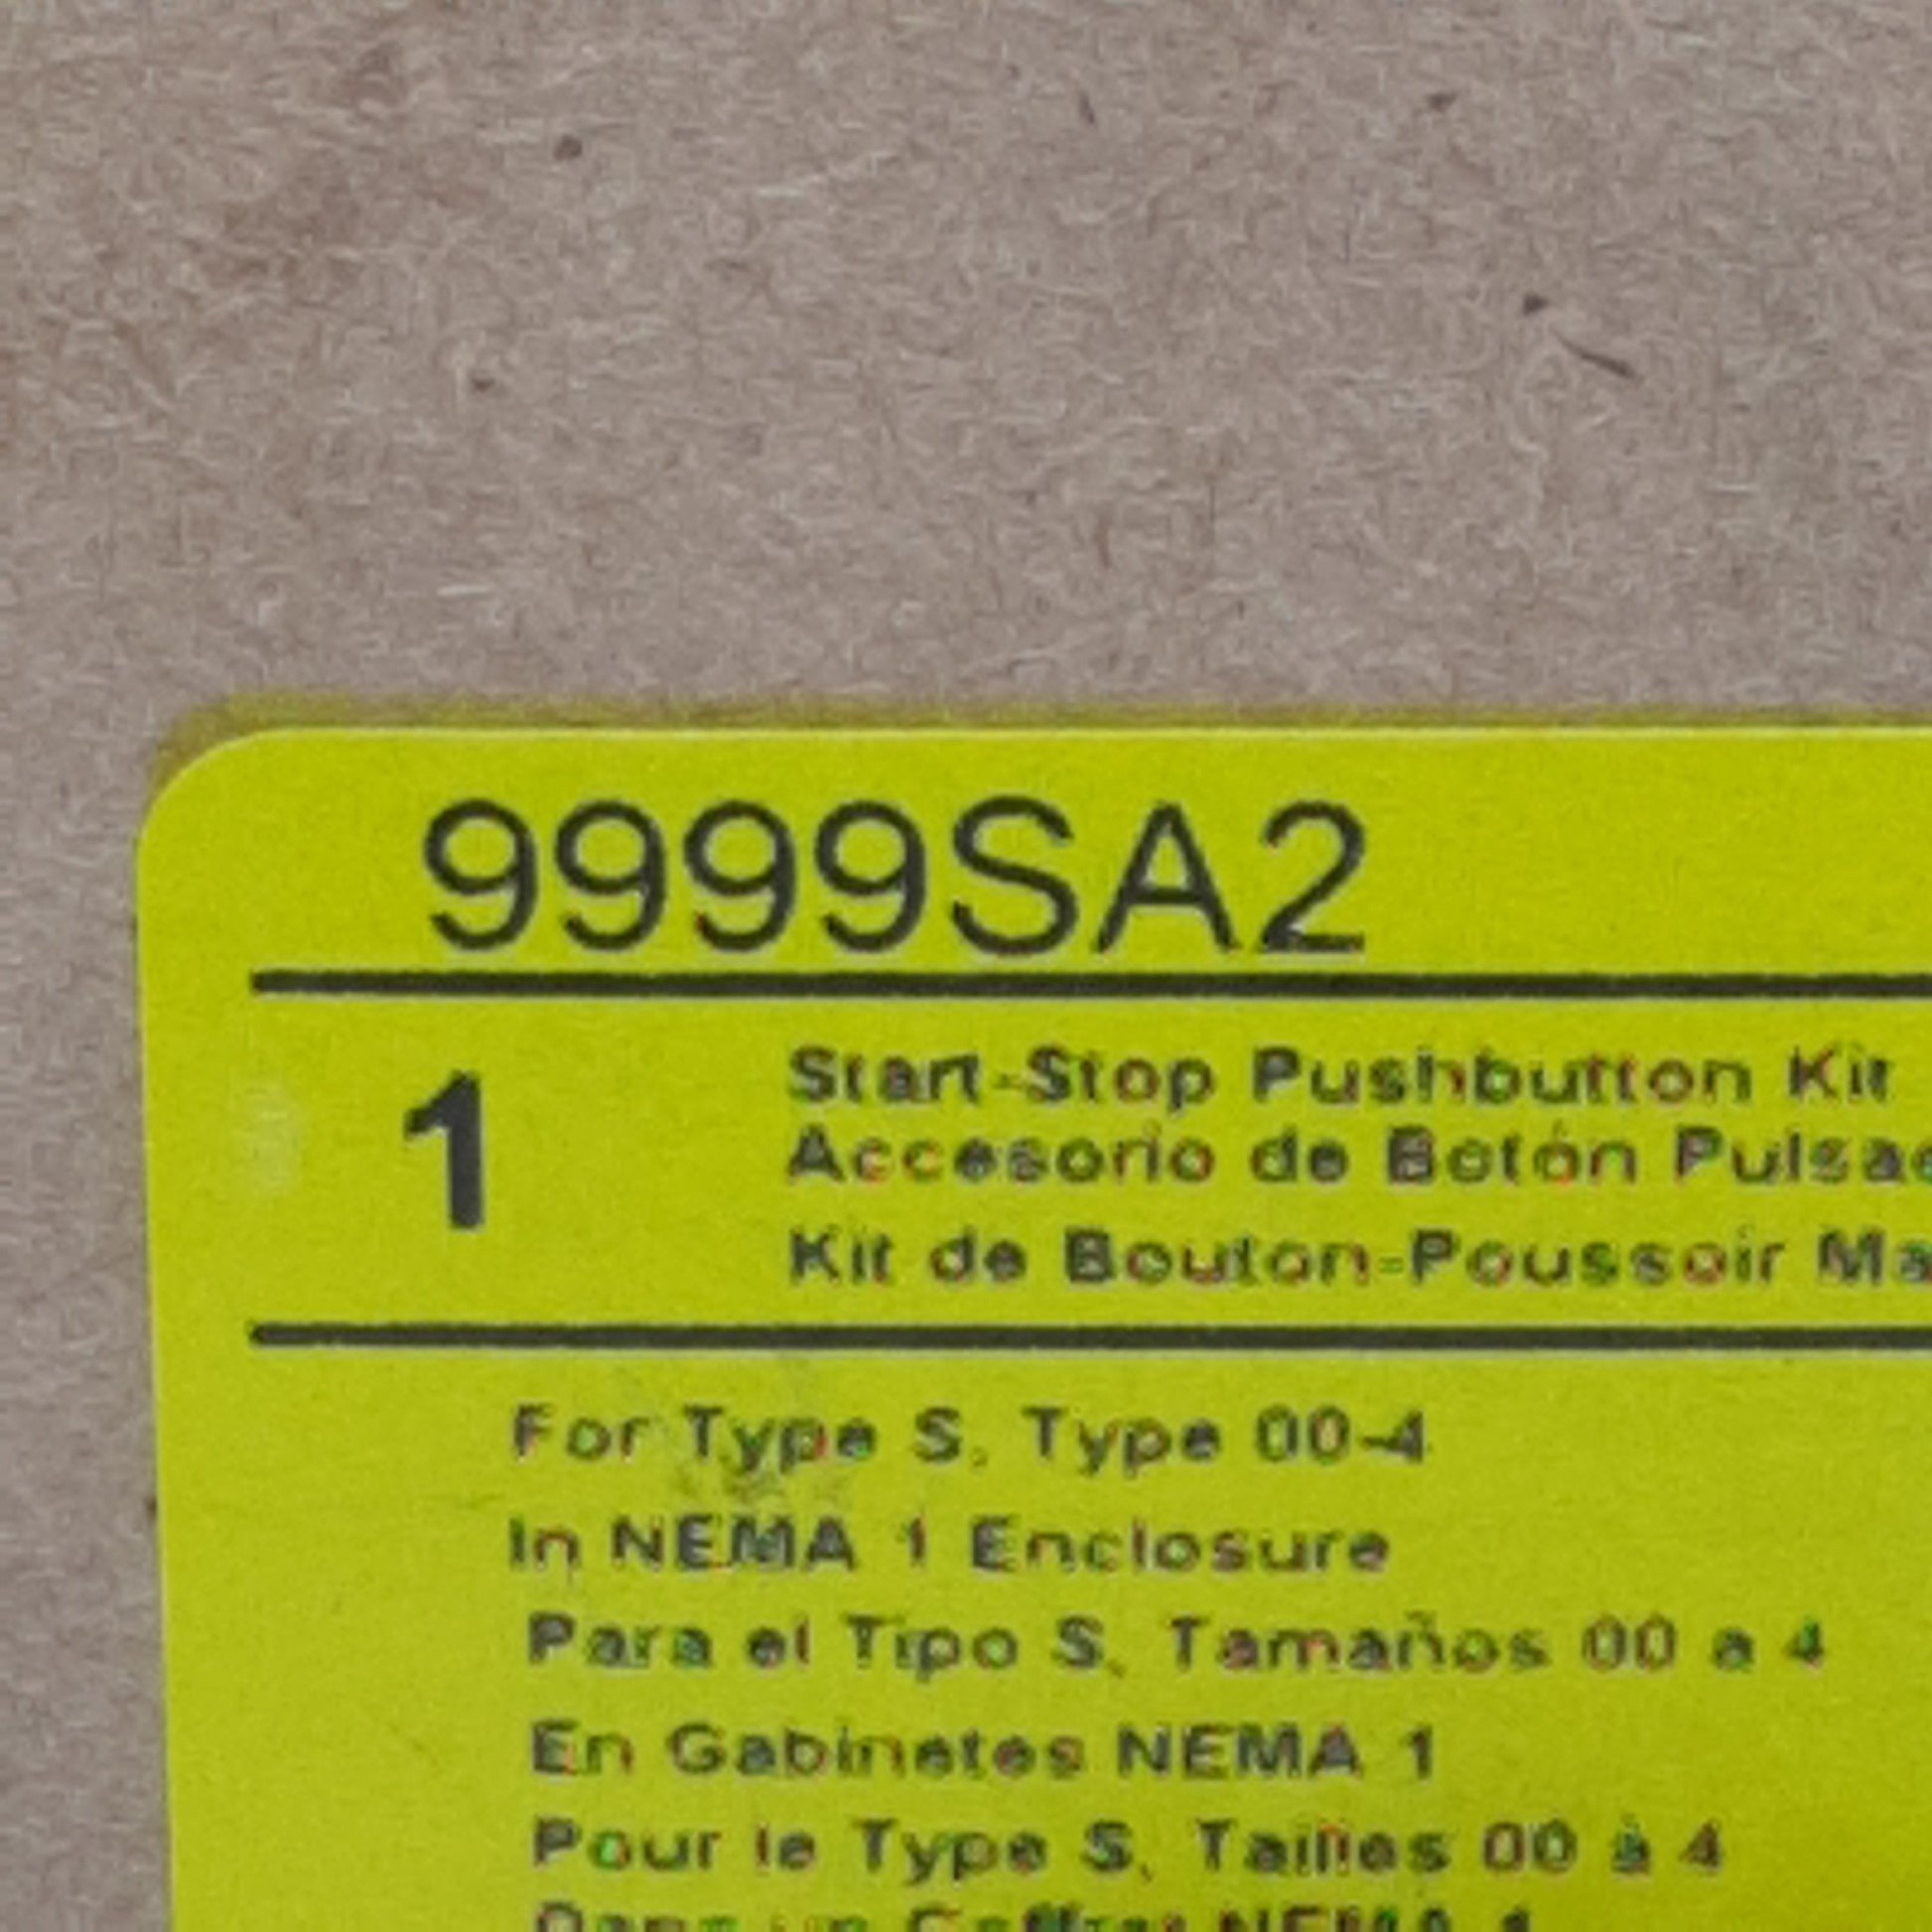 9999SA2
1
Start-Stop Pushbutton Kit
Accesorio de Botón
Kit de Bouton-Poussoir
For Type S, Type 00-4
In NEMA 1 Enclosure
Para el Tipo S, Tamaños 00 a 4
En Gabinetes NEMA 1
Pour le Type S, Tailles 00 à 4
NEMA 1